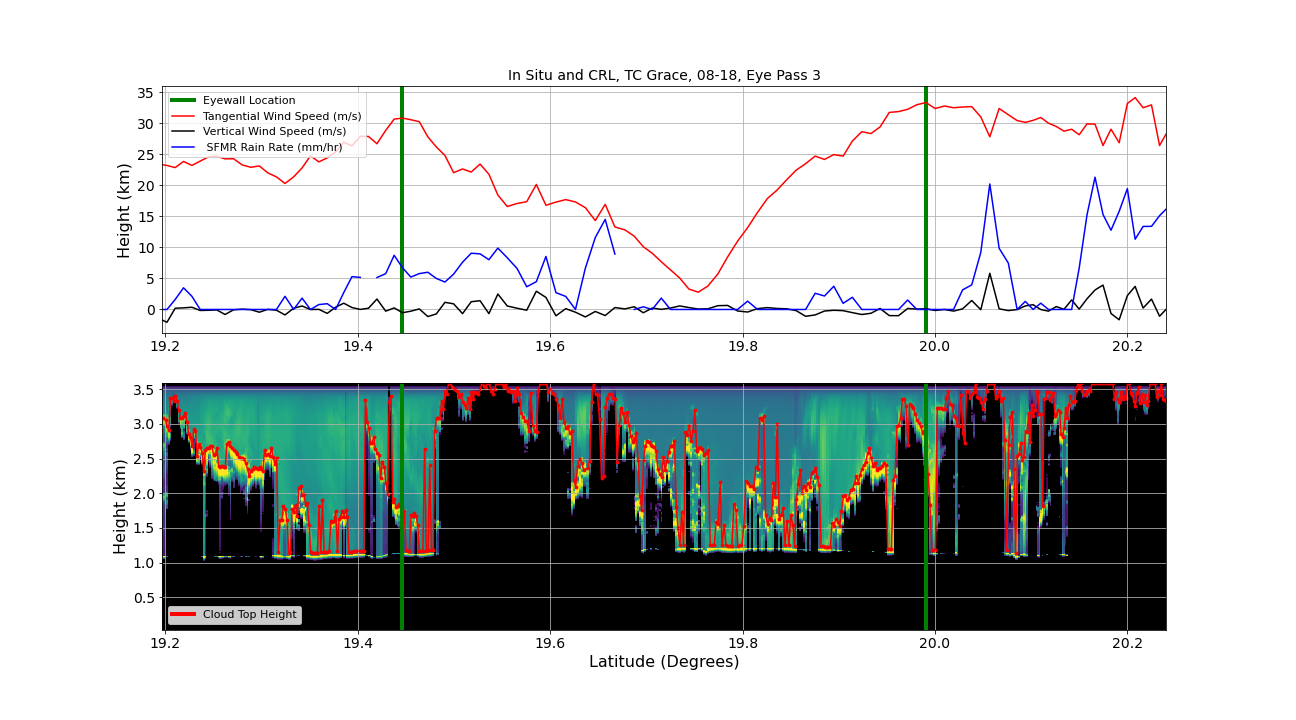 In Situ and CRL, TC Grace, 08-18, Eye Pass 3
Height (km)
35
30
25
20
15
10
5
0
Eyewall Location
Tangential Wind Speed (m/s)
Vertical Wind Speed (m/s)
SFMR Rain Rate (mm/hr)
19.2 19.4 19.6 19.8 20.0 20.2
Height (km)
3.5
3.0
2.5
2.0
1.5
1.0
0.5
Cloud Top Height
19.2 19.4 19.6 19.8 20.0 20.2
Latitude (Degrees)